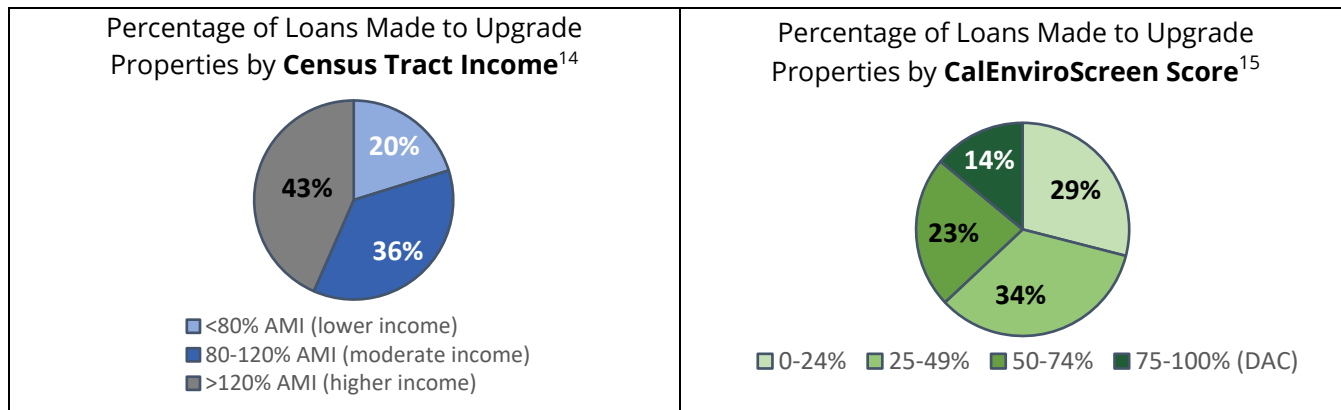 Percentage of Loans Made to Upgrade
Properties by Census Tract Income14
20%
43%
36%
<80% AMI (lower income)
80-120% AMI (moderate income)
>120% AMI (higher income)
Percentage of Loans Made to Upgrade
Properties by CalEnviroScreen Score15
14%
29%
23%
34%
0-24% 25-49% 50-74% 75-100% (DAC)